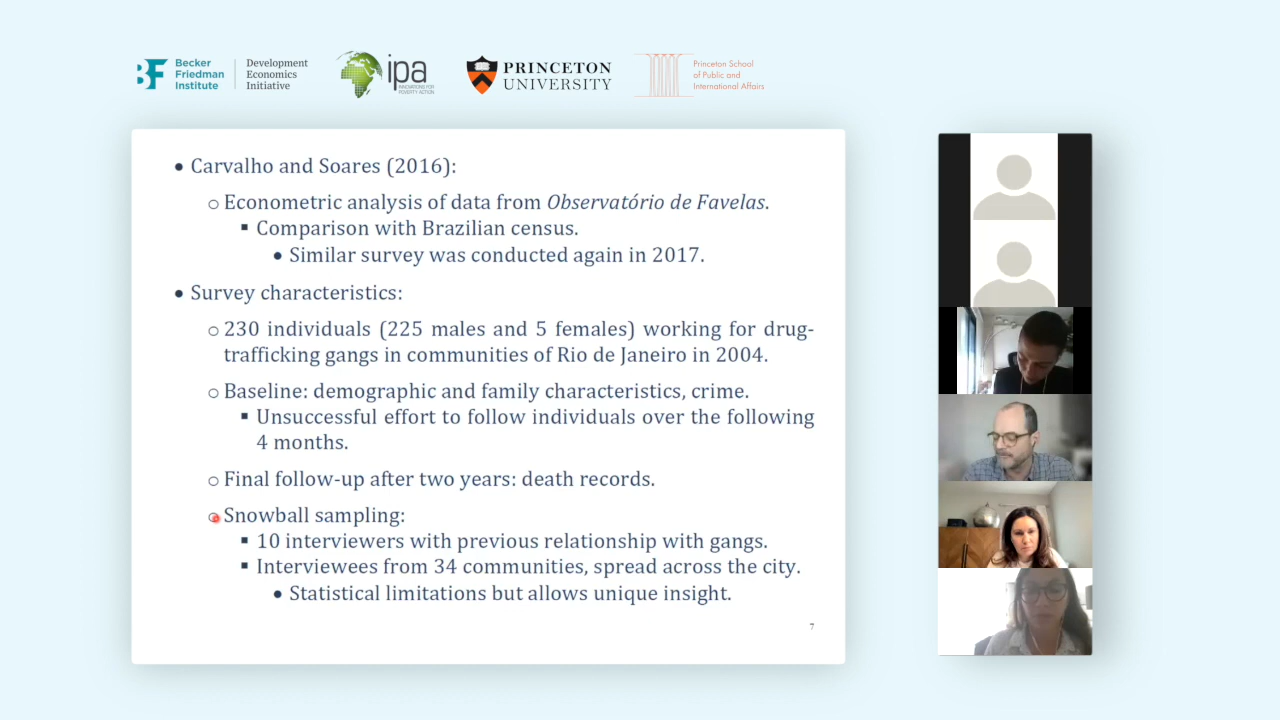 Becker
Friedman
Institute
Development
Economics
Initiative
ipa
INNOVATIONS FOR
POVERTY ACTION
PRINCETON
UNIVERSITY
Princeton School
of Public and
International Affairs
• Carvalho and Soares (2016):
o Econometric analysis of data from Observatório de Favelas.
▪ Comparison with Brazilian census.
• Similar survey was conducted again in 2017.
• Survey characteristics:
o 230 individuals (225 males and 5 females) working for drug-
trafficking gangs in communities of Rio de Janeiro in 2004.
o Baseline: demographic and family characteristics, crime.
▪ Unsuccessful effort to follow individuals over the following
4 months.
o Final follow-up after two years: death records.
o Snowball sampling:
▪ 10 interviewers with previous relationship with gangs.
▪ Interviewees from 34 communities, spread across the city.
• Statistical limitations but allows unique insight.
7